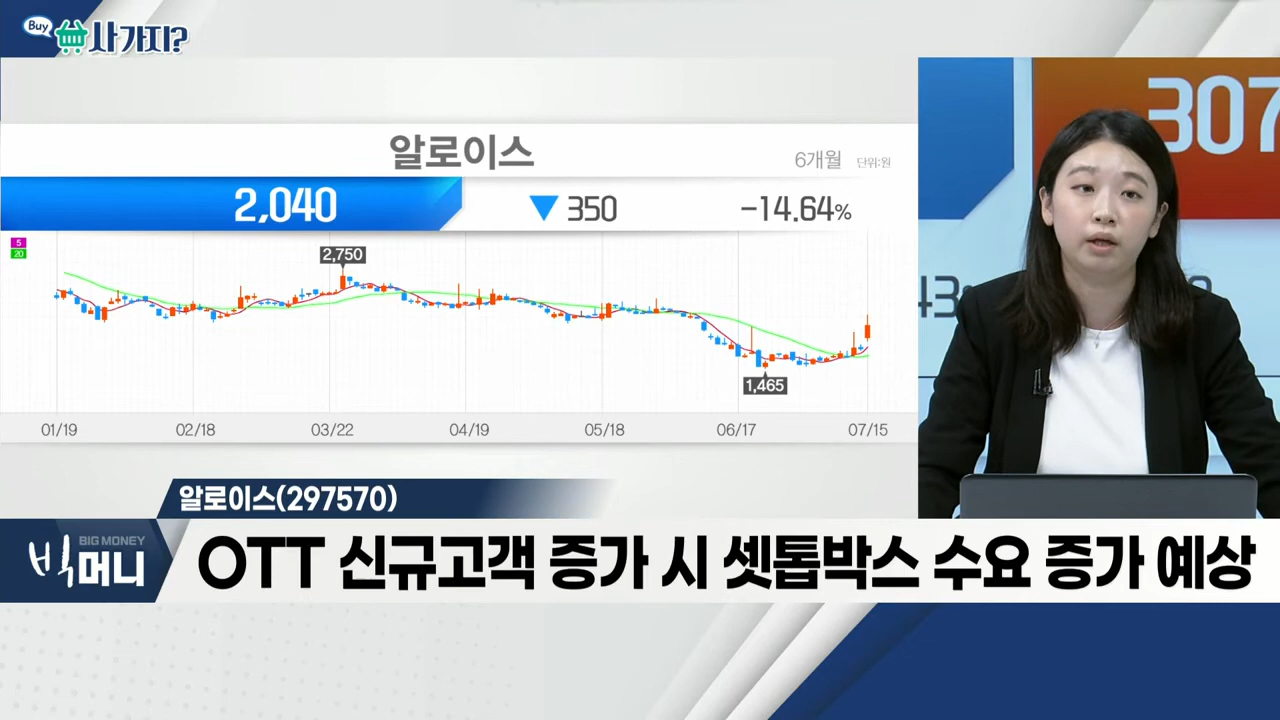 Buy
사가지?
307
알로이스
6개월 단위:원
2,040 ▼350 -14.64%
5
20
2,750
1,465
01/19 02/18 03/22 04/19 05/18 06/17 07/15
43
알로이스(297570)
BIG MONEY
빅머니
OTT 신규고객 증가 시 셋톱박스 수요 증가 예상